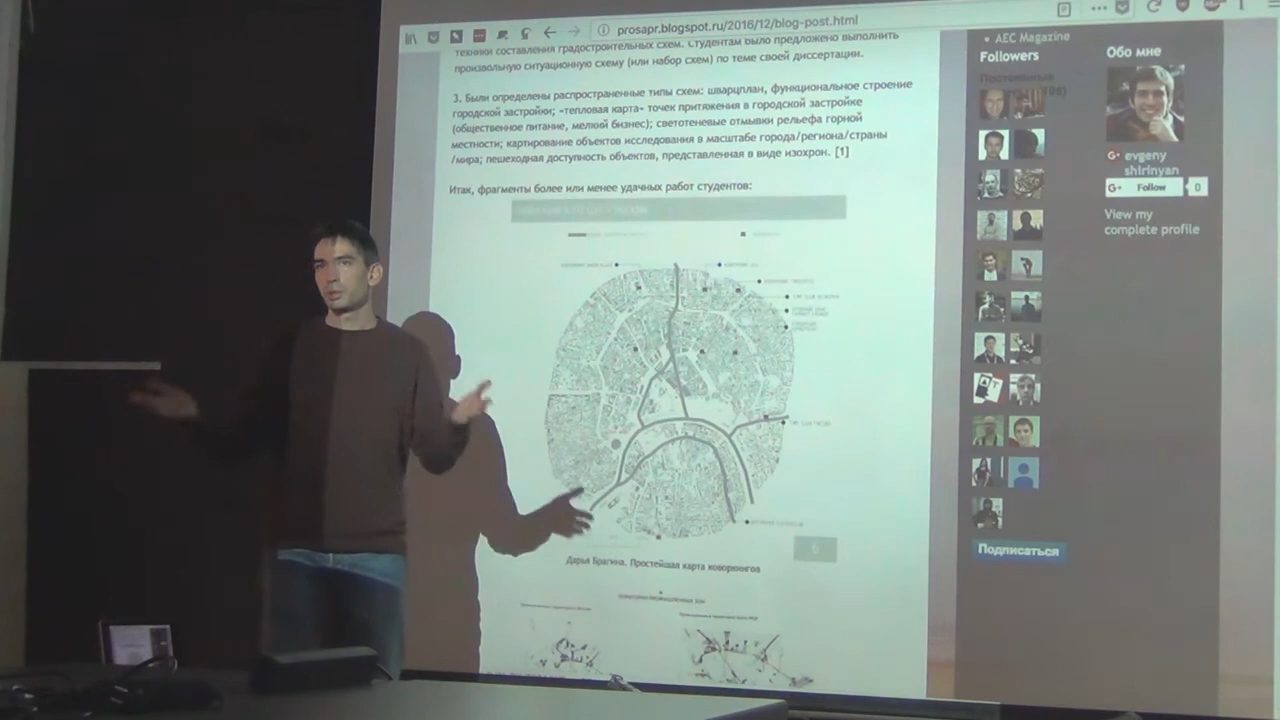 prosapr.blogspot.ru/2016/12/blog-post.html
техники составления градостроительных схем. Студентам было предложено выполнить
произвольную ситуационную схему (или набор схем) по теме своей диссертации.
3. Были определены распространенные типы схем: шварцплан, функциональное строение
городской застройки; «тепловая карта» точек притяжения в городской застройке
(общественное питание, мелкий бизнес); светотеневые отмывки рельефа горной
местности; картирование объектов исследования в масштабе города/региона/страны
/мира; пешеходная доступность объектов, представленная в виде изохрон. [1]
Итак, фрагменты более или менее удачных работ студентов:
Дарья Брагина. Простейшая карта коворкингов
AEC Magazine
Followers
Постоянные
Подписаться
Обо мне
G+ evgeny
shirinyan
G+ Follow 0
View my
complete profile